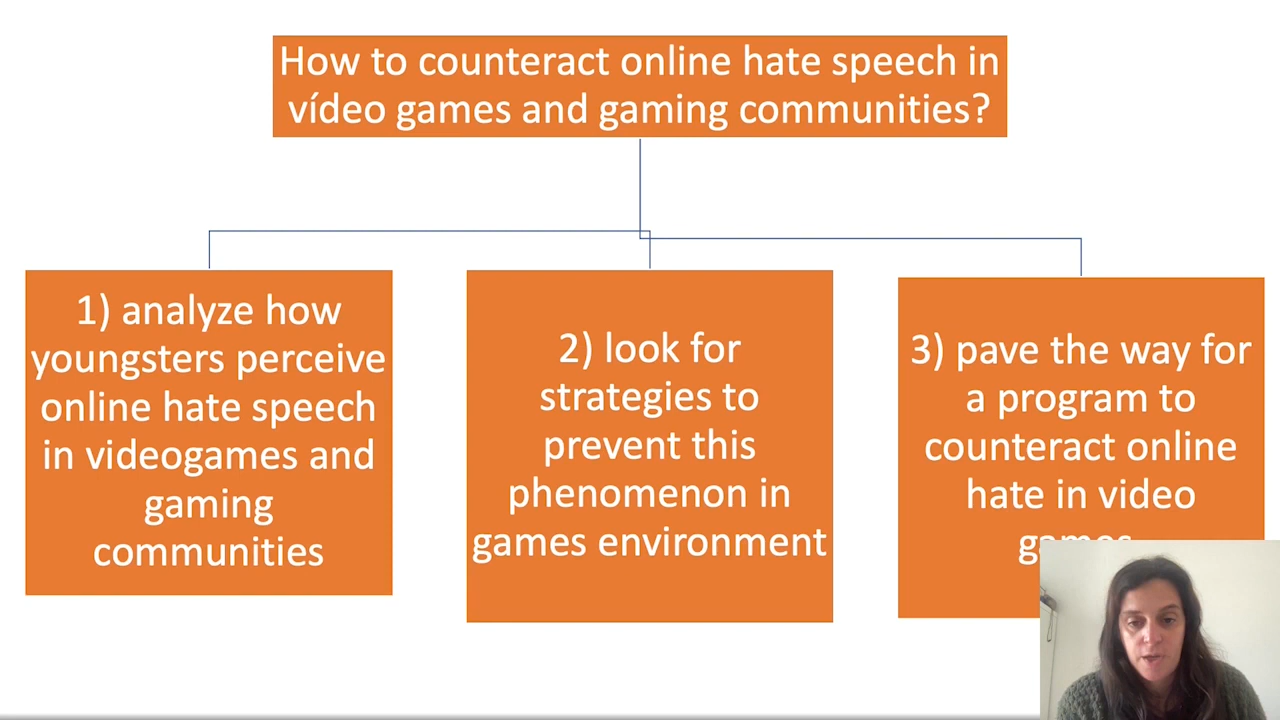 How to counteract online hate speech in
vídeo games and gaming communities?
1) analyze how
youngsters perceive
online hate speech
in videogames and
gaming
communities
2) look for
strategies to
prevent this
phenomenon in
games environment
3) pave the way for
a program to
counteract online
hate in video
games